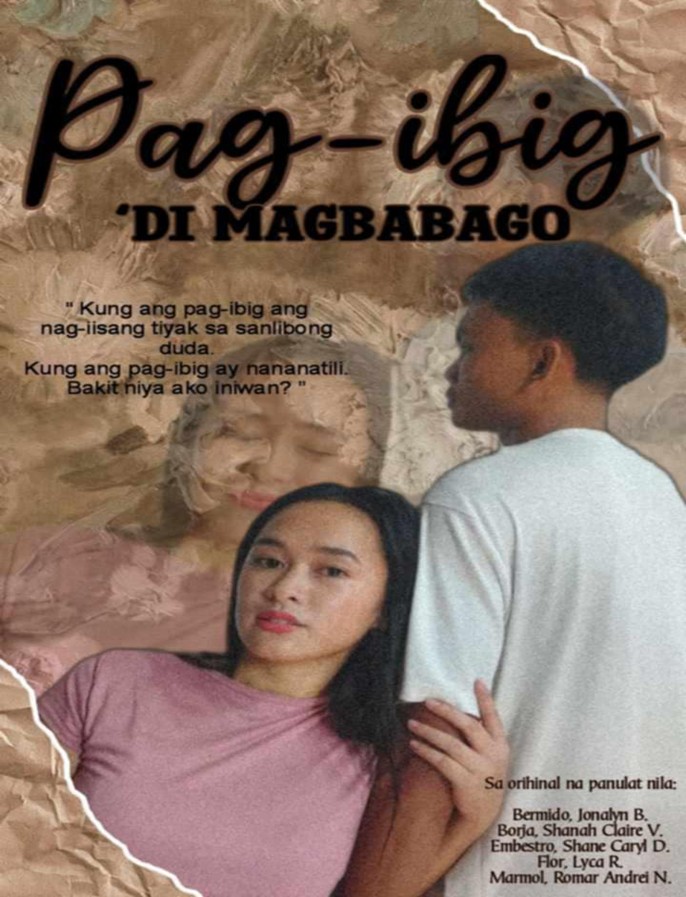 Pag-ibig
'DI MAGBABAGO
" Kung ang pag-ibig ang
nag-iisang tiyak sa sanlibong
duda.
Kung ang pag-ibig ay nananatili.
Bakit niya ako iniwan? "
Sa orihinal na panulat nila:
Bermido, Jonalyn B.
Borja, Shanah Claire V.
Embestro, Shane Caryl D.
Flor, Lyca R.
Marmol, Romar Andrei N.